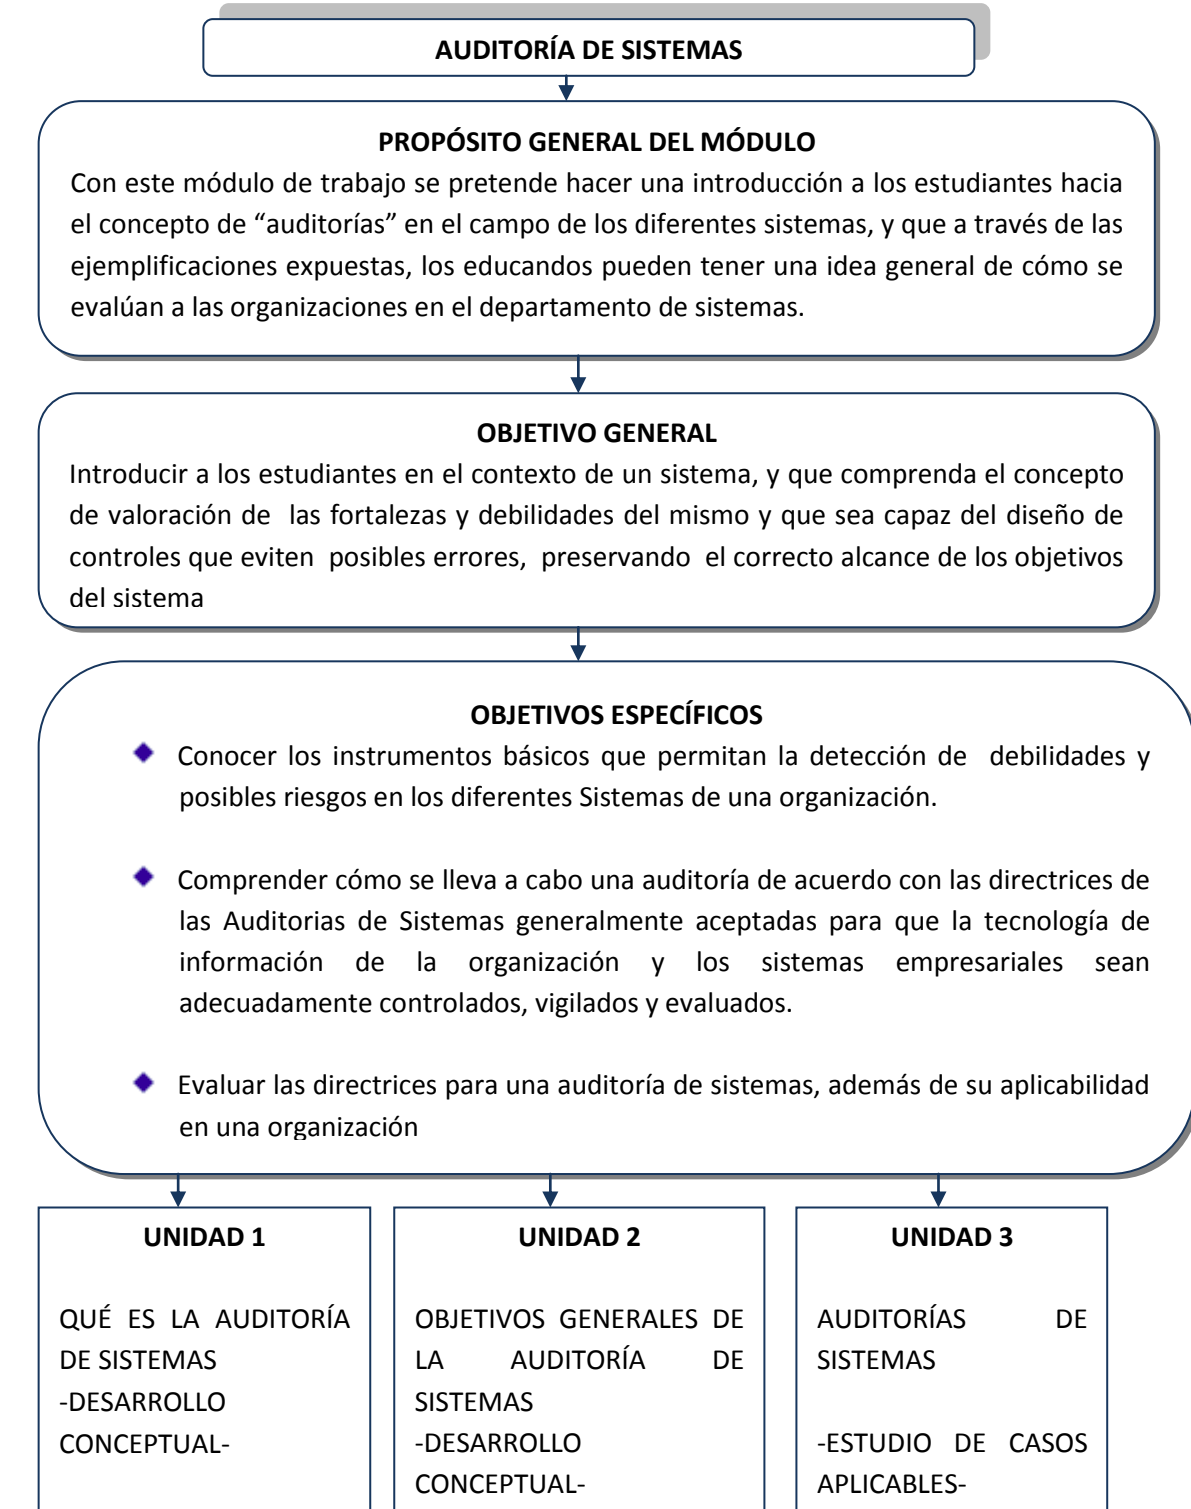 AUDITORÍA DE SISTEMAS
PROPÓSITO GENERAL DEL MÓDULO
Con este módulo de trabajo se pretende hacer una introducción a los estudiantes hacia
el concepto de “auditorías” en el campo de los diferentes sistemas, y que a través de las
ejemplificaciones expuestas, los educandos pueden tener una idea general de cómo se
evalúan a las organizaciones en el departamento de sistemas.
OBJETIVO GENERAL
Introducir a los estudiantes en el contexto de un sistema, y que comprenda el concepto
de valoración de las fortalezas y debilidades del mismo y que sea capaz del diseño de
controles que eviten posibles errores, preservando el correcto alcance de los objetivos
del sistema
OBJETIVOS ESPECÍFICOS
Conocer los instrumentos básicos que permitan la detección de debilidades y
posibles riesgos en los diferentes Sistemas de una organización.
Comprender cómo se lleva a cabo una auditoría de acuerdo con las directrices de
las Auditorias de Sistemas generalmente aceptadas para que la tecnología de
información de la organización y los sistemas empresariales sean
adecuadamente controlados, vigilados y evaluados.
Evaluar las directrices para una auditoría de sistemas, además de su aplicabilidad
en una organización
UNIDAD 1
QUÉ ES LA AUDITORÍA
DE SISTEMAS
-DESARROLLO
CONCEPTUAL-
UNIDAD 2
OBJETIVOS GENERALES DE
LA AUDITORÍA DE
SISTEMAS
-DESARROLLO
CONCEPTUAL-
UNIDAD 3
AUDITORÍAS DE
SISTEMAS
-ESTUDIO DE CASOS
APLICABLES-